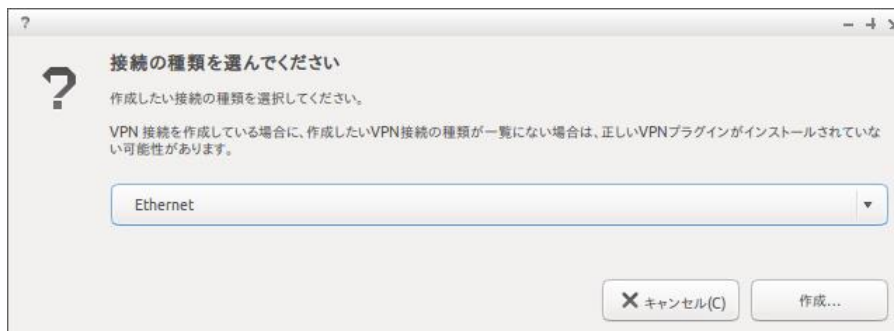 ?
接続の種類を選んでください
作成したい接続の種類を選択してください。
VPN 接続を作成している場合に、作成したいVPN接続の種類が一覧にない場合は、正しいVPNプラグインがインストールされていな
い可能性があります。
Ethernet
キャンセル(C)
作成...